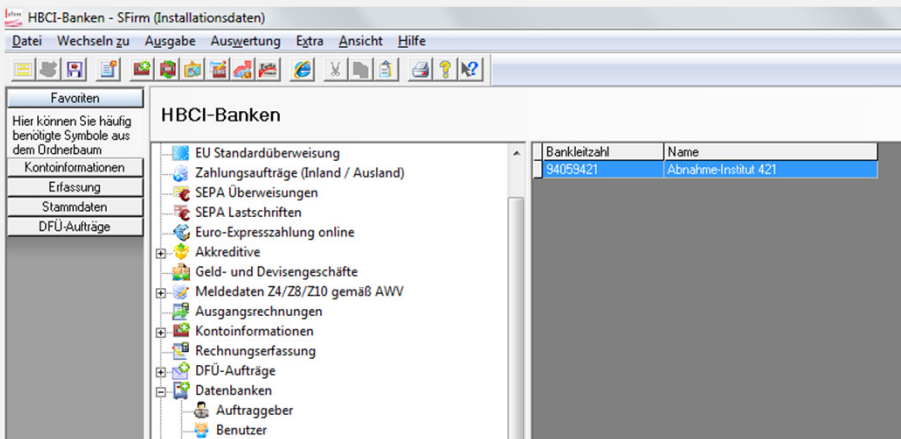 HBCI-Banken - SFirm (Installationsdaten)
Datei Wechseln zu Ausgabe Auswertung Extra Ansicht Hilfe
Favoriten
Hier können Sie häufig
benötigte Symbole aus
dem Ordnerbaum
Kontoinformationen
Erfassung
Stammdaten
DFÜ-Aufträge
HBCI-Banken
EU Standardüberweisung
Zahlungsaufträge (Inland / Ausland)
SEPA Überweisungen
SEPA Lastschriften
Euro-Expresszahlung online
Akkreditive
Geld- und Devisengeschäfte
Meldedaten Z4/Z8/Z10 gemäß AWV
Ausgangsrechnungen
Kontoinformationen
Rechnungserfassung
DFÜ-Aufträge
Datenbanken
Auftraggeber
Benutzer
Bankleitzahl Name
94059421 Abnahme-Institut 421